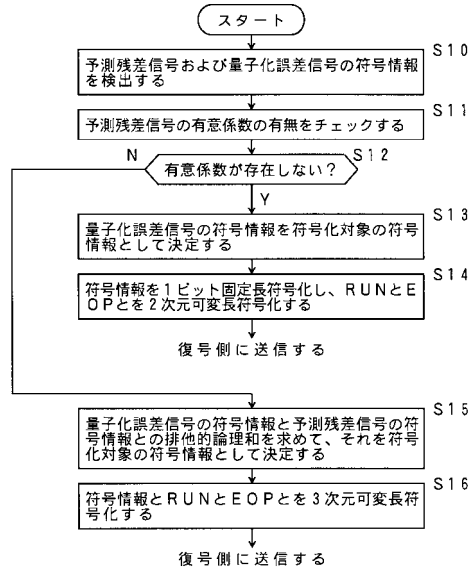 スタート
S10
予測残差信号および量子化誤差信号の符号情報
を検出する
S11
予測残差信号の有意係数の有無をチェックする
N
S12
有意係数が存在しない？
Y
S13
量子化誤差信号の符号情報を符号化対象の符号
情報として決定する
S14
符号情報を1ビット固定長符号化し、RUNとE
OPとを2次元可変長符号化する
復号側に送信する
S15
量子化誤差信号の符号情報と予測残差信号の符
号情報との排他的論理和を求めて、それを符号
化対象の符号情報として決定する
S16
符号情報とRUNとEOPとを3次元可変長符
号化する
復号側に送信する